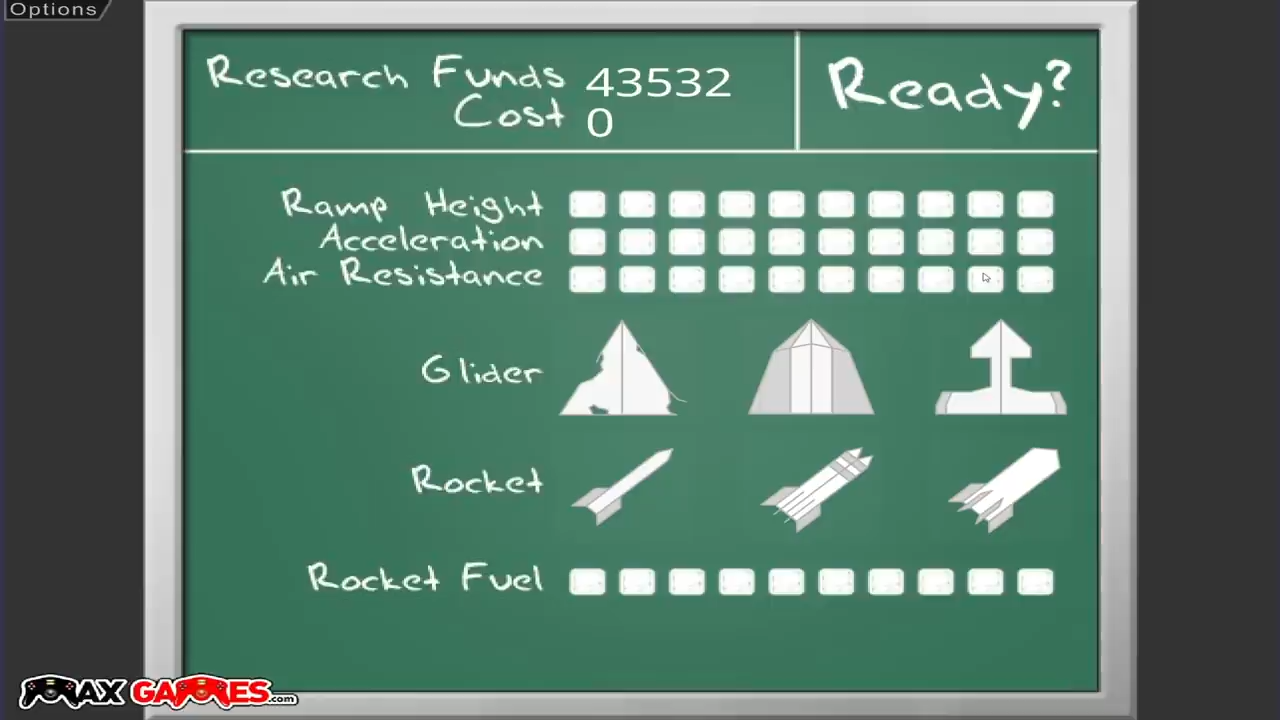 Options
Research Funds 43532
Cost 0
Ready?
Ramp Height
Acceleration
Air Resistance
Glider
Rocket
Rocket Fuel
MAX GAMES.com